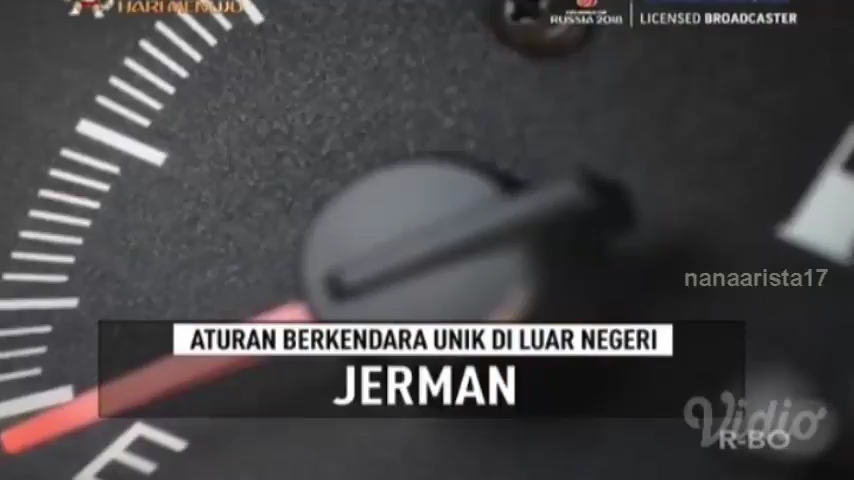 HARI MENUJU
RUSSIA 2018
LICENSED BROADCASTER
nanaarista17
ATURAN BERKENDARA UNIK DI LUAR NEGERI
JERMAN
Vidio
R-BO
E